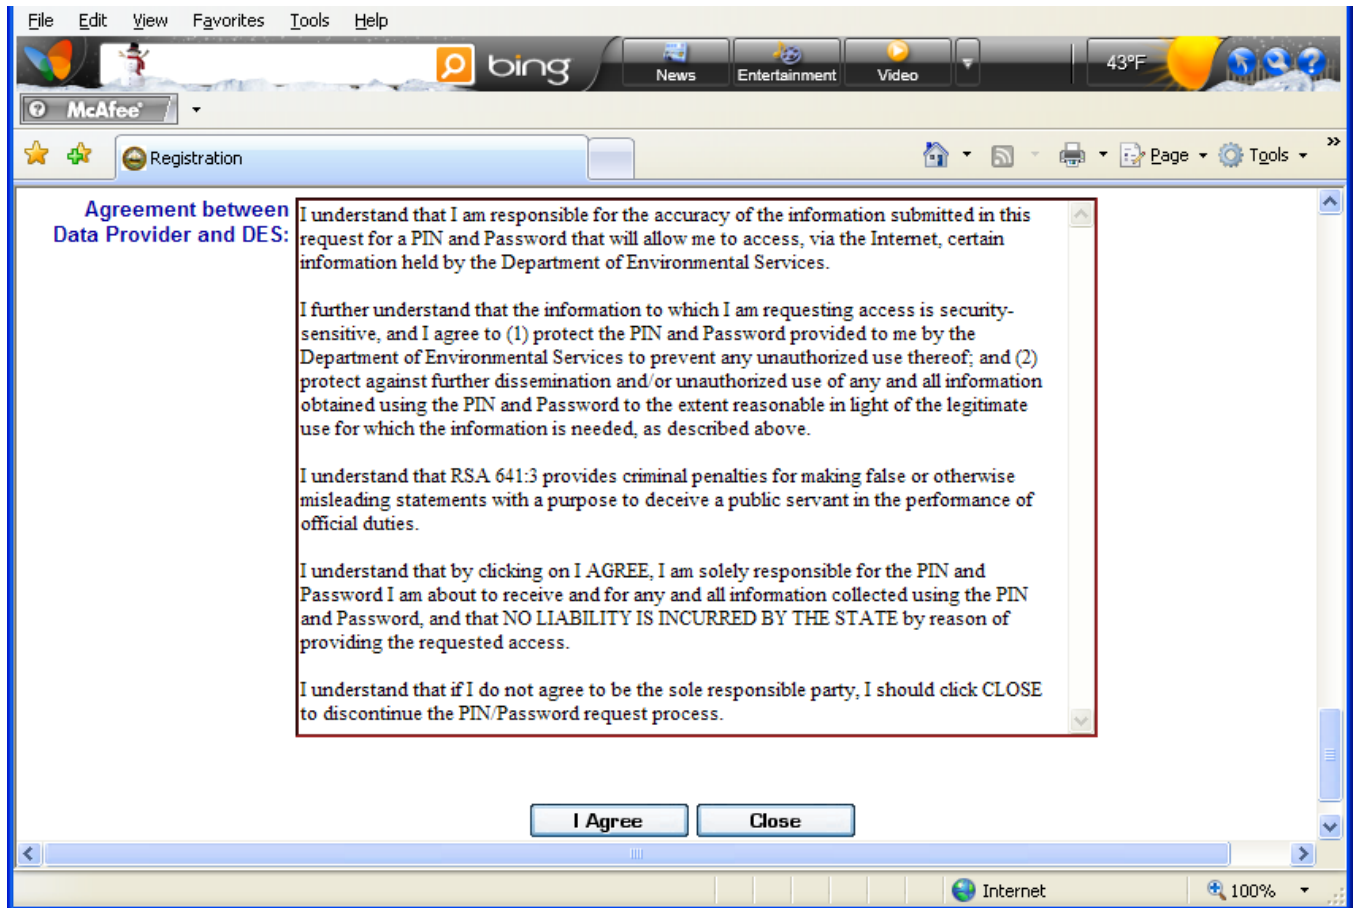 File Edit View Favorites Tools Help
bing News Entertainment Video 43°F
McAfee
Registration Page Tools »
Agreement between
Data Provider and DES:
I understand that I am responsible for the accuracy of the information submitted in this
request for a PIN and Password that will allow me to access, via the Internet, certain
information held by the Department of Environmental Services.
I further understand that the information to which I am requesting access is security-
sensitive, and I agree to (1) protect the PIN and Password provided to me by the
Department of Environmental Services to prevent any unauthorized use thereof; and (2)
protect against further dissemination and/or unauthorized use of any and all information
obtained using the PIN and Password to the extent reasonable in light of the legitimate
use for which the information is needed, as described above.
I understand that RSA 641:3 provides criminal penalties for making false or otherwise
misleading statements with a purpose to deceive a public servant in the performance of
official duties.
I understand that by clicking on I AGREE, I am solely responsible for the PIN and
Password I am about to receive and for any and all information collected using the PIN
and Password, and that NO LIABILITY IS INCURRED BY THE STATE by reason of
providing the requested access.
I understand that if I do not agree to be the sole responsible party, I should click CLOSE
to discontinue the PIN/Password request process.
I Agree Close
Internet 100%